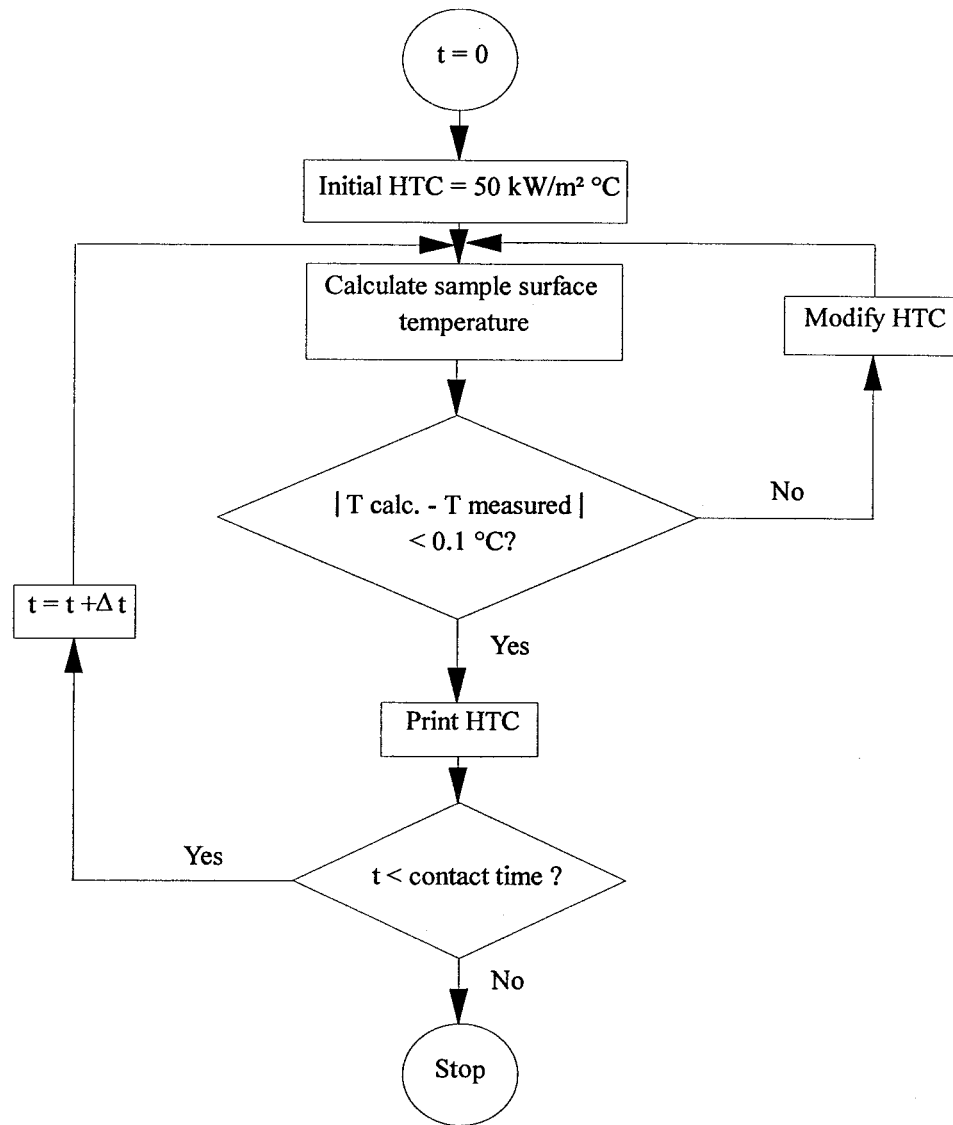 t = 0
Initial HTC = 50 kW/m² °C
Calculate sample surface
temperature
Modify HTC
| T calc. - T measured |
< 0.1 °C?
No
t = t +Δ t
Yes
Print HTC
Yes
t < contact time ?
No
Stop